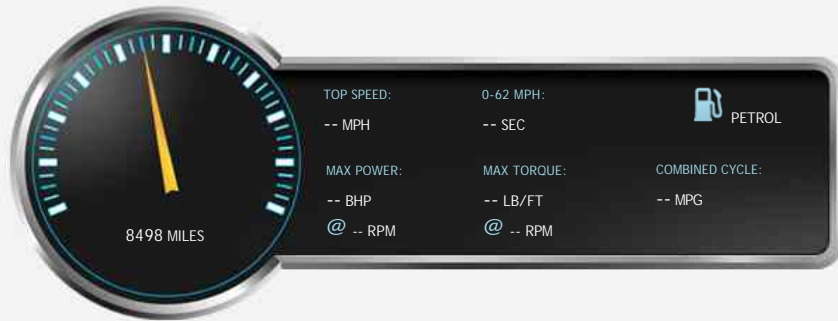 TOP SPEED:
0-62 MPH:
-- MPH
-- SEC
PETROL
MAX POWER:
MAX TORQUE:
COMBINED CYCLE:
-- BHP
-- LB/FT
-- MPG
@ -- RPM
@ -- RPM
8498 MILES